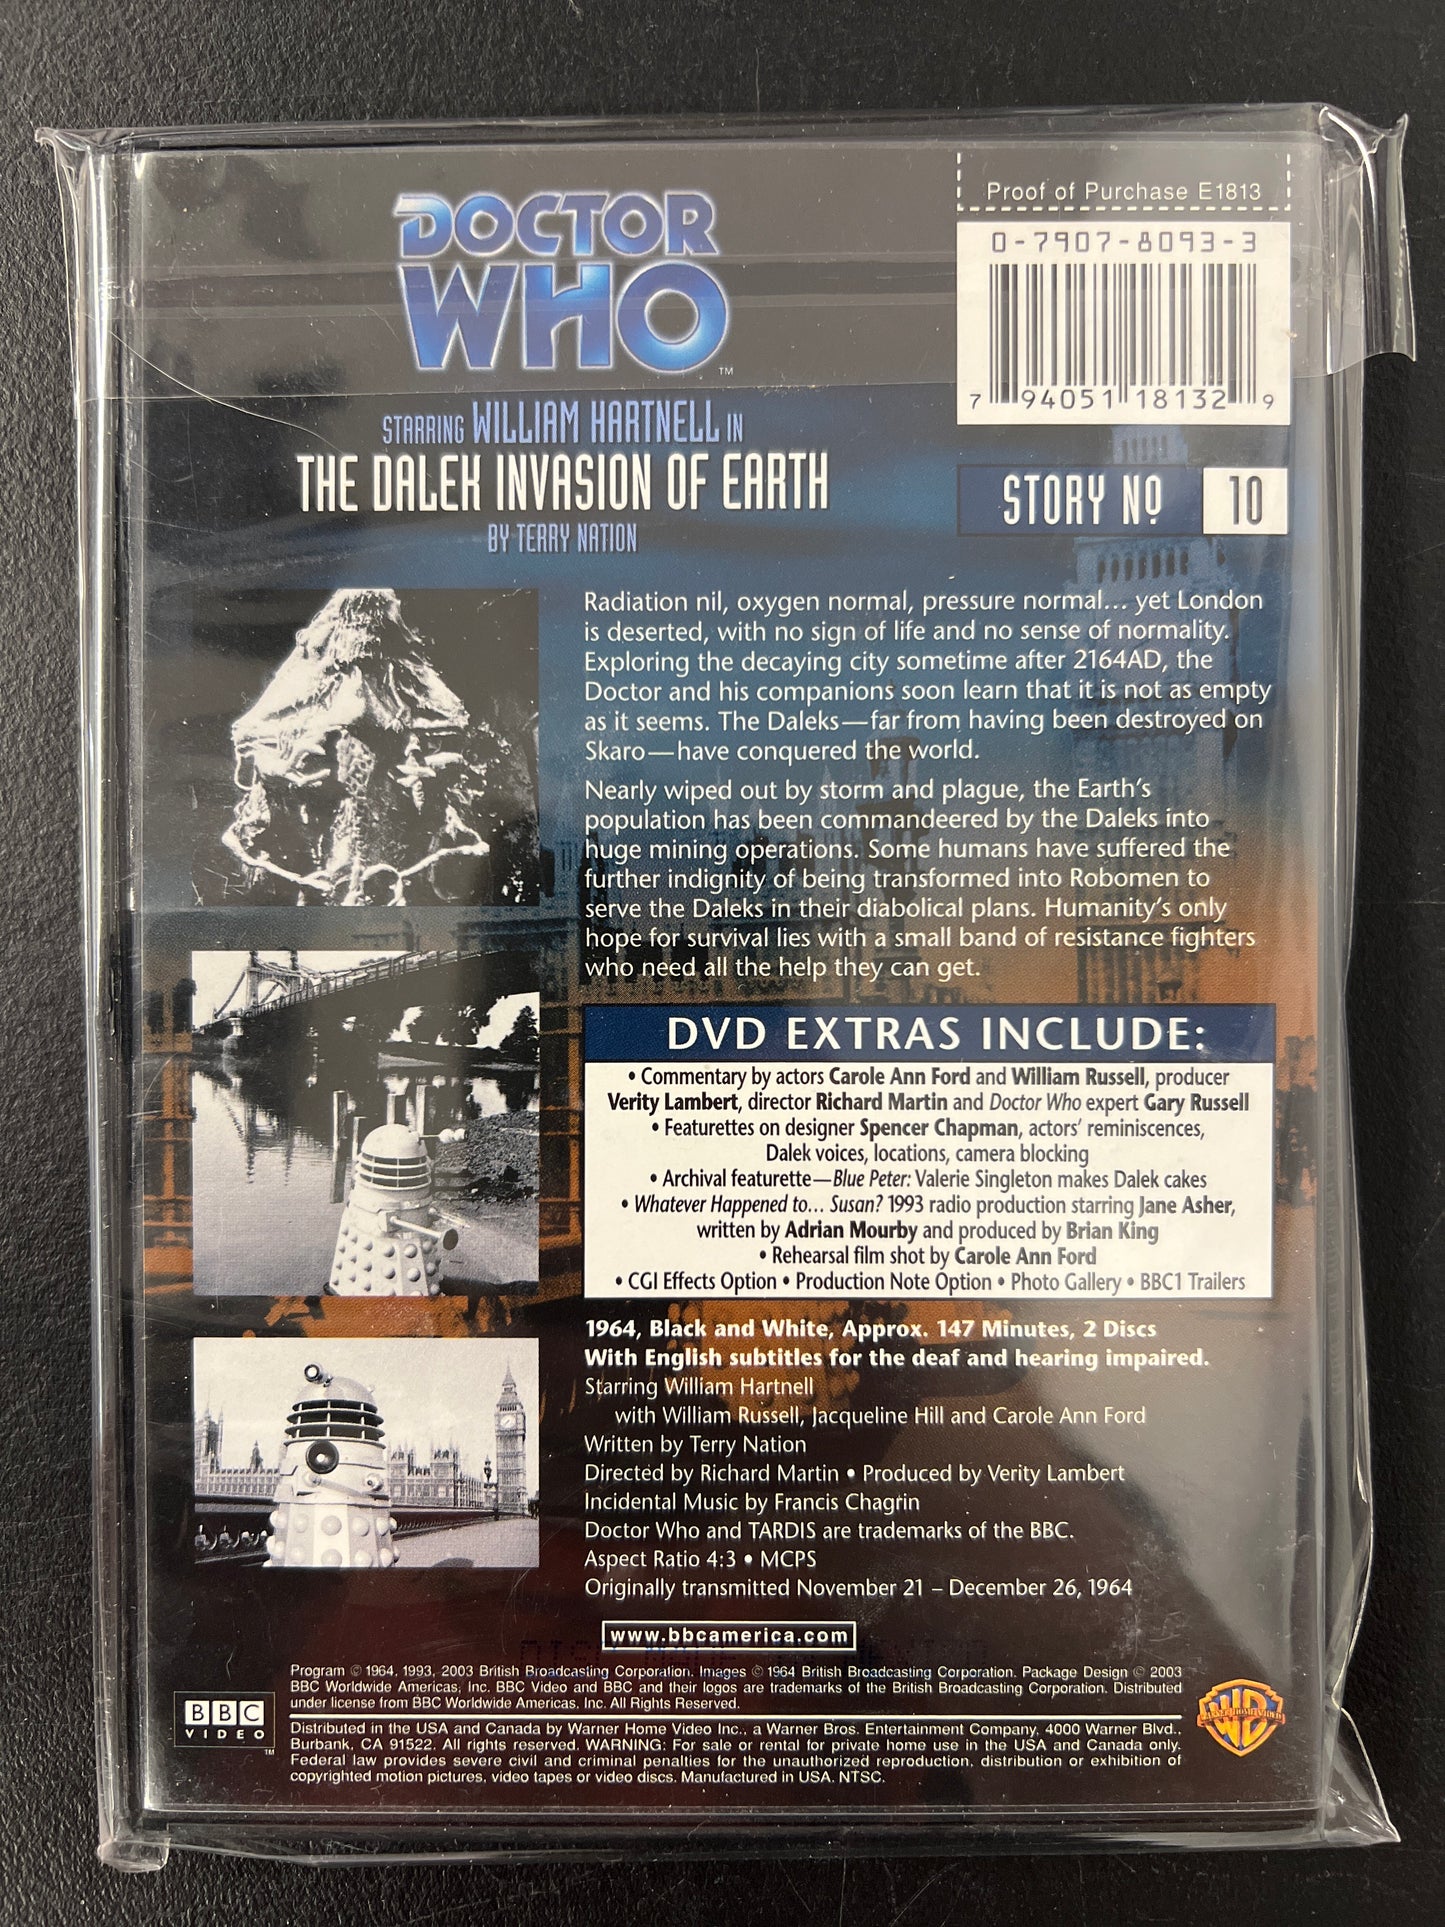 Proof of Purchase E1813
0-7907-8093-3
7 94051 18132 9
DOCTOR
WHO™
STARRING WILLIAM HARTNELL IN
THE DALEK INVASION OF EARTH
BY TERRY NATION
STORY Nº 10
Radiation nil, oxygen normal, pressure normal... yet London
is deserted, with no sign of life and no sense of normality.
Exploring the decaying city sometime after 2164AD, the
Doctor and his companions soon learn that it is not as empty
as it seems. The Daleks—far from having been destroyed on
Skaro—have conquered the world.
Nearly wiped out by storm and plague, the Earth's
population has been commandeered by the Daleks into
huge mining operations. Some humans have suffered the
further indignity of being transformed into Robomen to
serve the Daleks in their diabolical plans. Humanity's only
hope for survival lies with a small band of resistance fighters
who need all the help they can get.
DVD EXTRAS INCLUDE:
• Commentary by actors Carole Ann Ford and William Russell, producer
Verity Lambert, director Richard Martin and Doctor Who expert Gary Russell
• Featurettes on designer Spencer Chapman, actors' reminiscences,
Dalek voices, locations, camera blocking
• Archival featurette—Blue Peter: Valerie Singleton makes Dalek cakes
• Whatever Happened to... Susan? 1993 radio production starring Jane Asher,
written by Adrian Mourby and produced by Brian King
• Rehearsal film shot by Carole Ann Ford
• CGI Effects Option • Production Note Option • Photo Gallery • BBC1 Trailers
1964, Black and White, Approx. 147 Minutes, 2 Discs
With English subtitles for the deaf and hearing impaired.
Starring William Hartnell
with William Russell, Jacqueline Hill and Carole Ann Ford
Written by Terry Nation
Directed by Richard Martin • Produced by Verity Lambert
Incidental Music by Francis Chagrin
Doctor Who and TARDIS are trademarks of the BBC.
Aspect Ratio 4:3 • MCPS
Originally transmitted November 21 – December 26, 1964
www.bbcamerica.com
Program © 1964, 1993, 2003 British Broadcasting Corporation. Images © 1964 British Broadcasting Corporation. Package Design © 2003
BBC Worldwide Americas, Inc. BBC Video and BBC and their logos are trademarks of the British Broadcasting Corporation. Distributed
under license from BBC Worldwide Americas, Inc. All Rights Reserved.
Distributed in the USA and Canada by Warner Home Video Inc., a Warner Bros. Entertainment Company, 4000 Warner Blvd.,
Burbank, CA 91522. All rights reserved. WARNING: For sale or rental for private home use in the USA and Canada only.
Federal law provides severe civil and criminal penalties for the unauthorized reproduction, distribution or exhibition of
copyrighted motion pictures, video tapes or video discs. Manufactured in USA. NTSC.
BBC
VIDEO
™
WB
WARNER HOME VIDEO